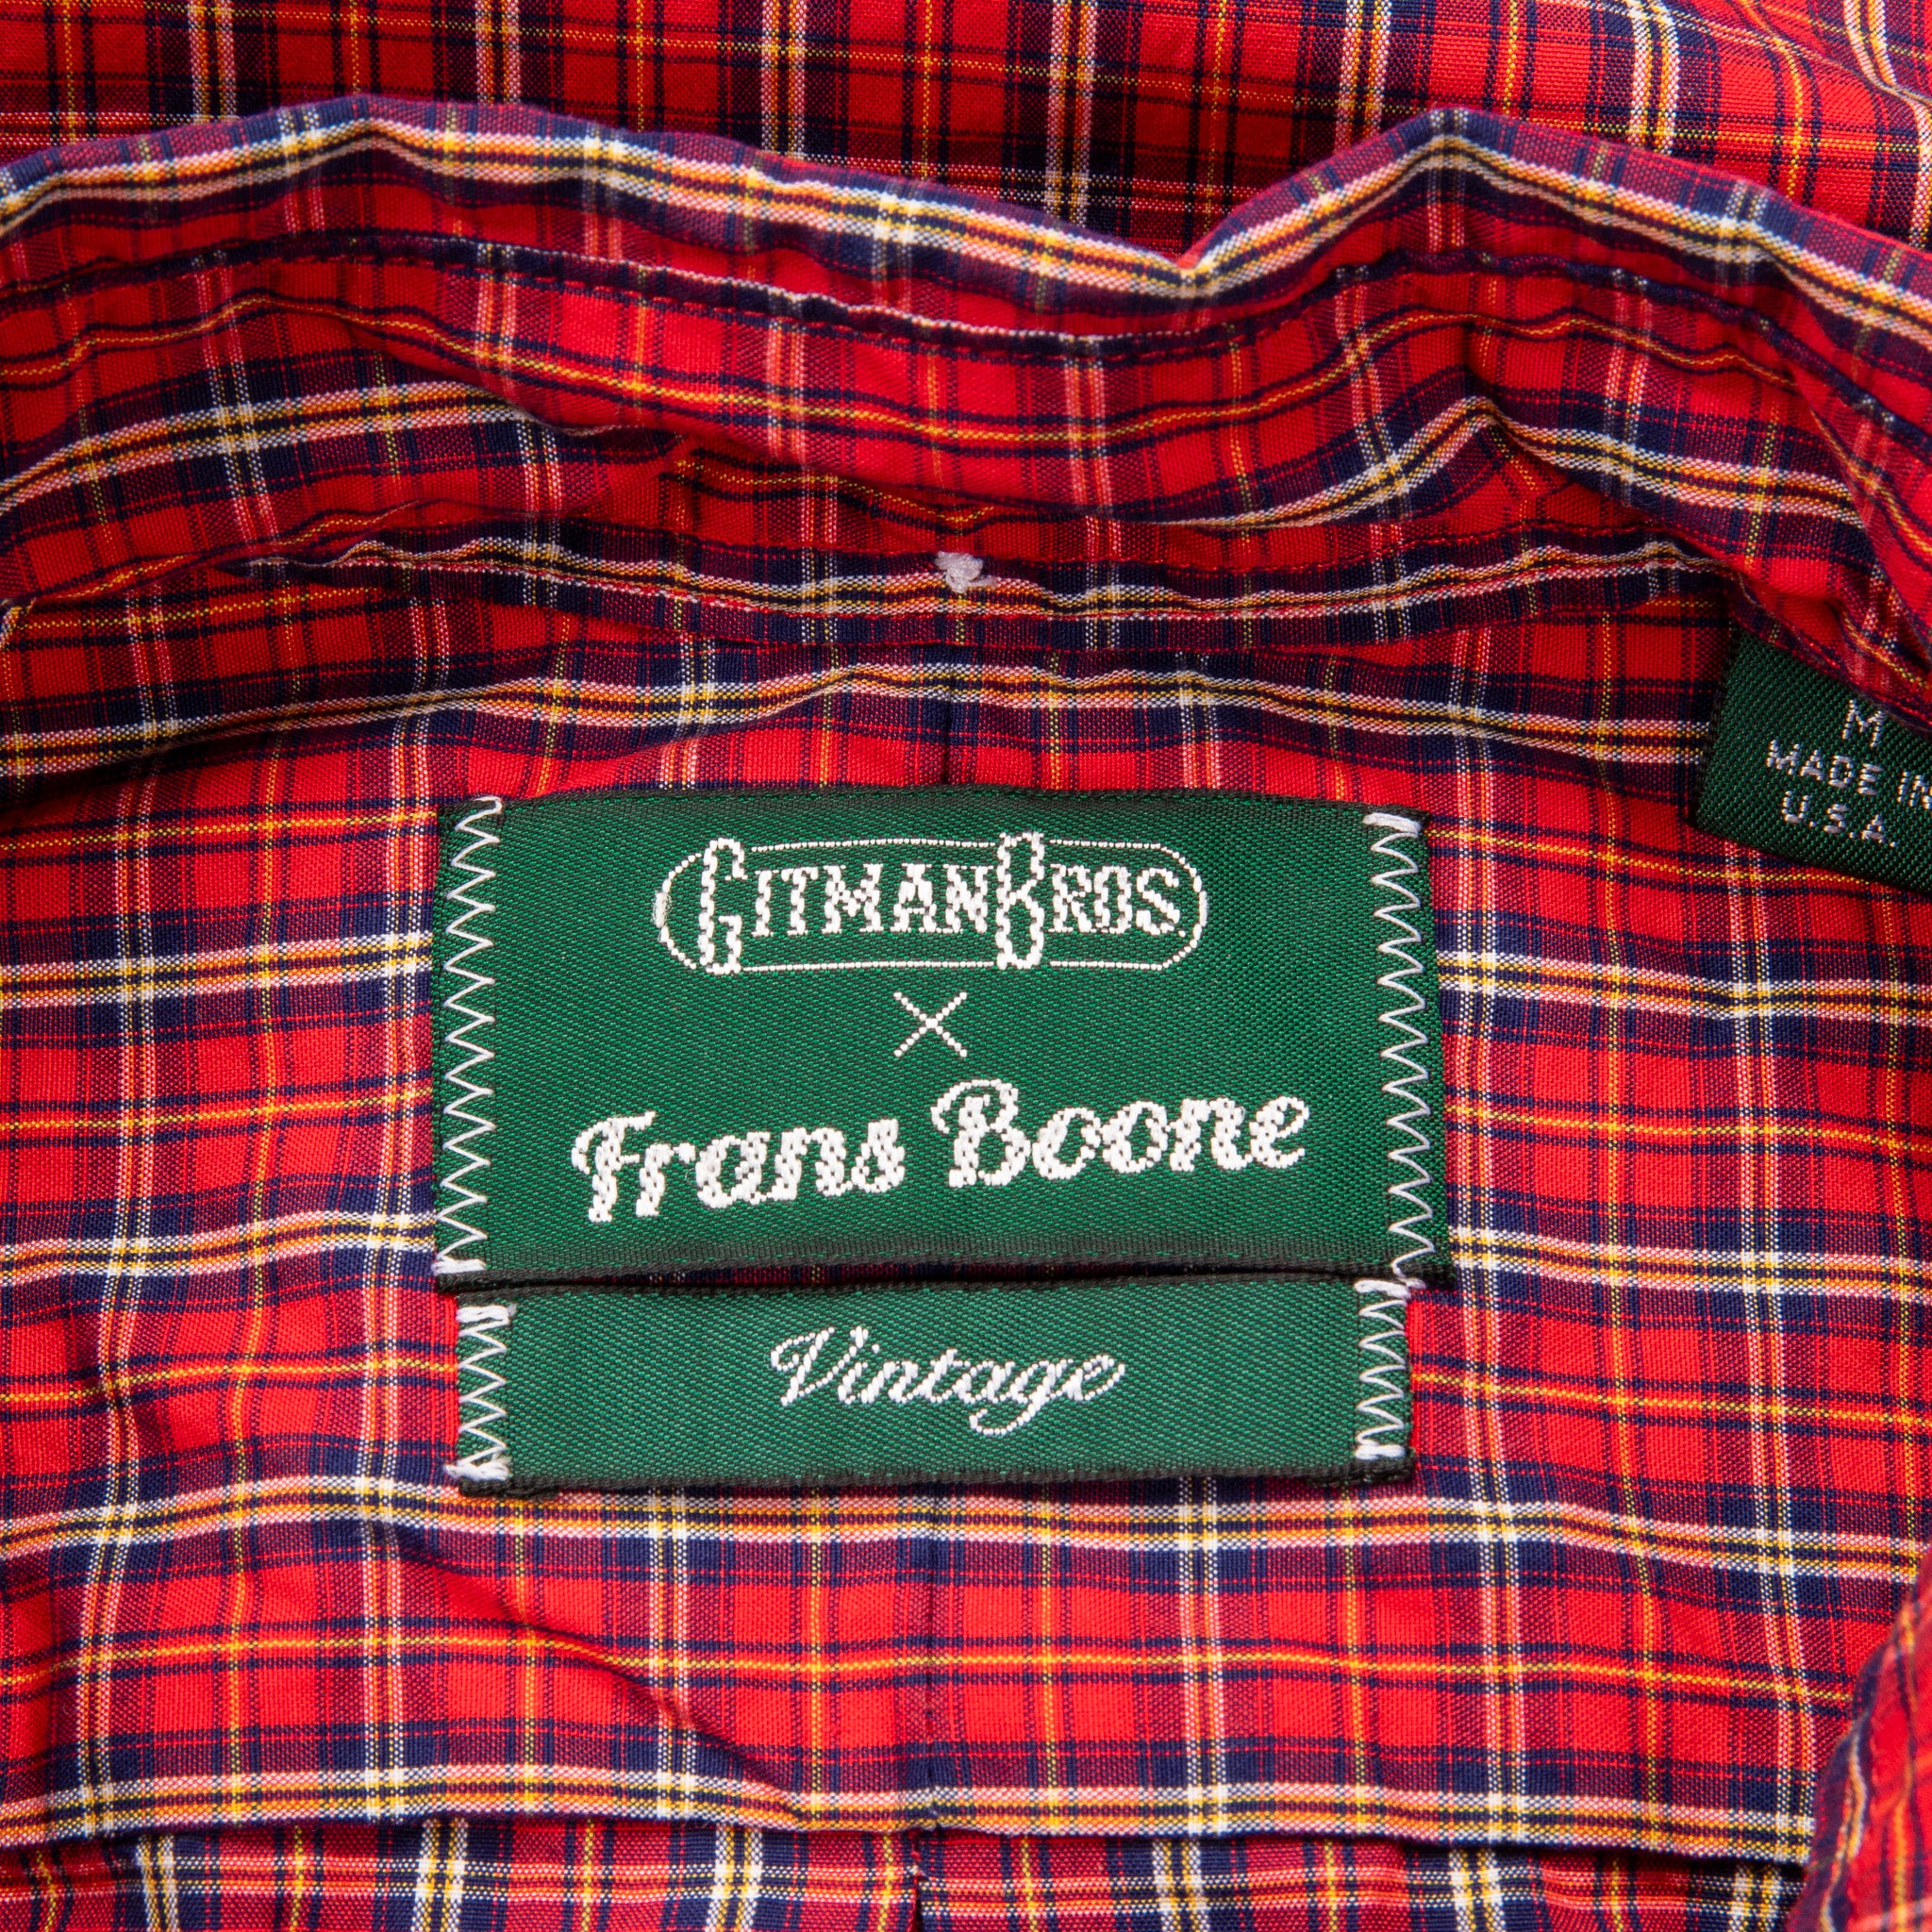 M
MADE IN
U.S.A.
GITMAN BROS.
×
Frans Boone
Vintage